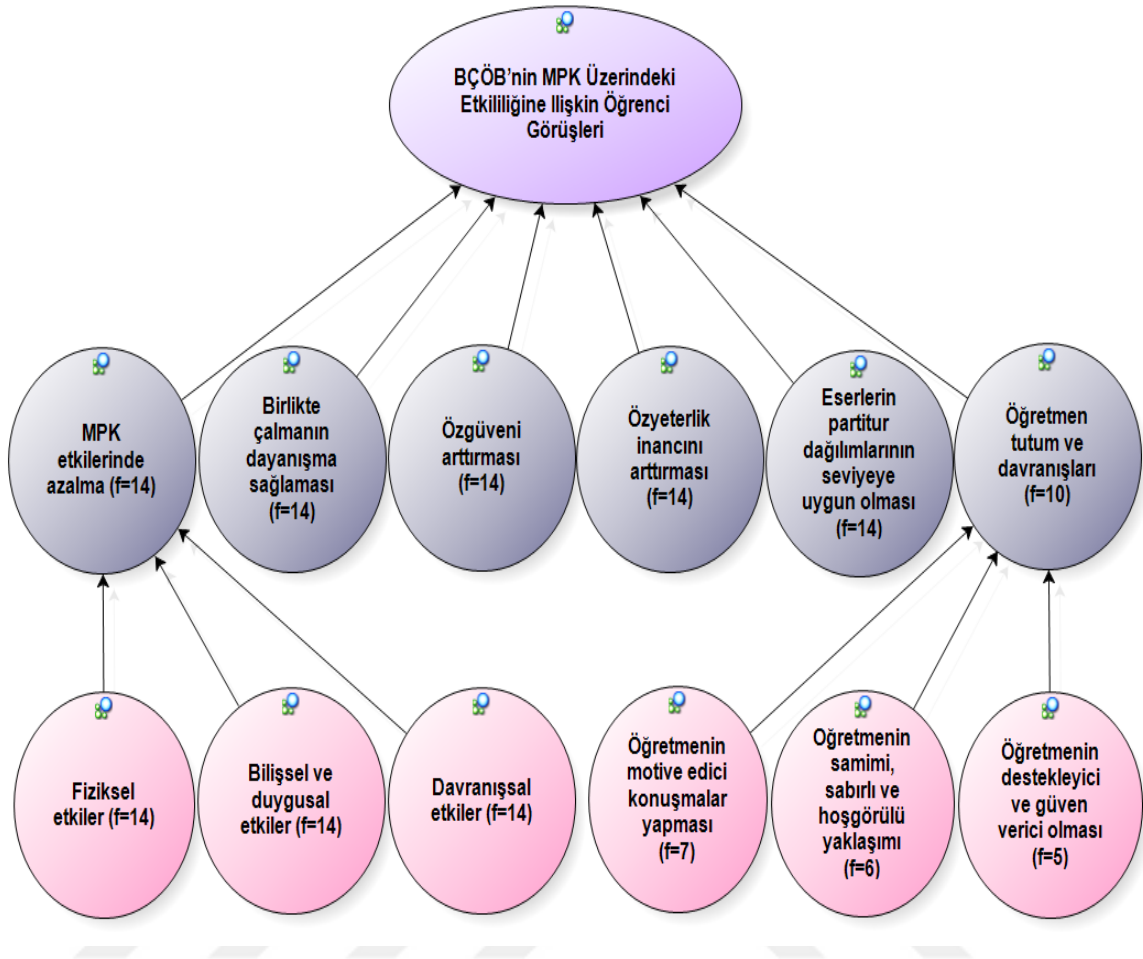 BÇÖB'nin MPK Üzerindeki
Etkililiğine Ilişkin Öğrenci
Görüşleri
MPK
etkilerinde
azalma (f=14)
Birlikte
çalmanın
dayanışma
sağlaması
(f=14)
Özgüveni
arttırması
(f=14)
Özyeterlik
inancını
arttırması
(f=14)
Eserlerin
partitur
dağılımlarının
seviyeye
uygun olması
(f=14)
Öğretmen
tutum ve
davranışları
(f=10)
Fiziksel
etkiler (f=14)
Bilişsel ve
duygusal
etkiler (f=14)
Davranışsal
etkiler (f=14)
Öğretmenin
motive edici
konuşmalar
yapması
(f=7)
Oğretmenin
samimi,
sabırlı ve
hoşgörülü
yaklaşımı
(f=6)
Öğretmenin
destekleyici
ve güven
verici olması
(f=5)